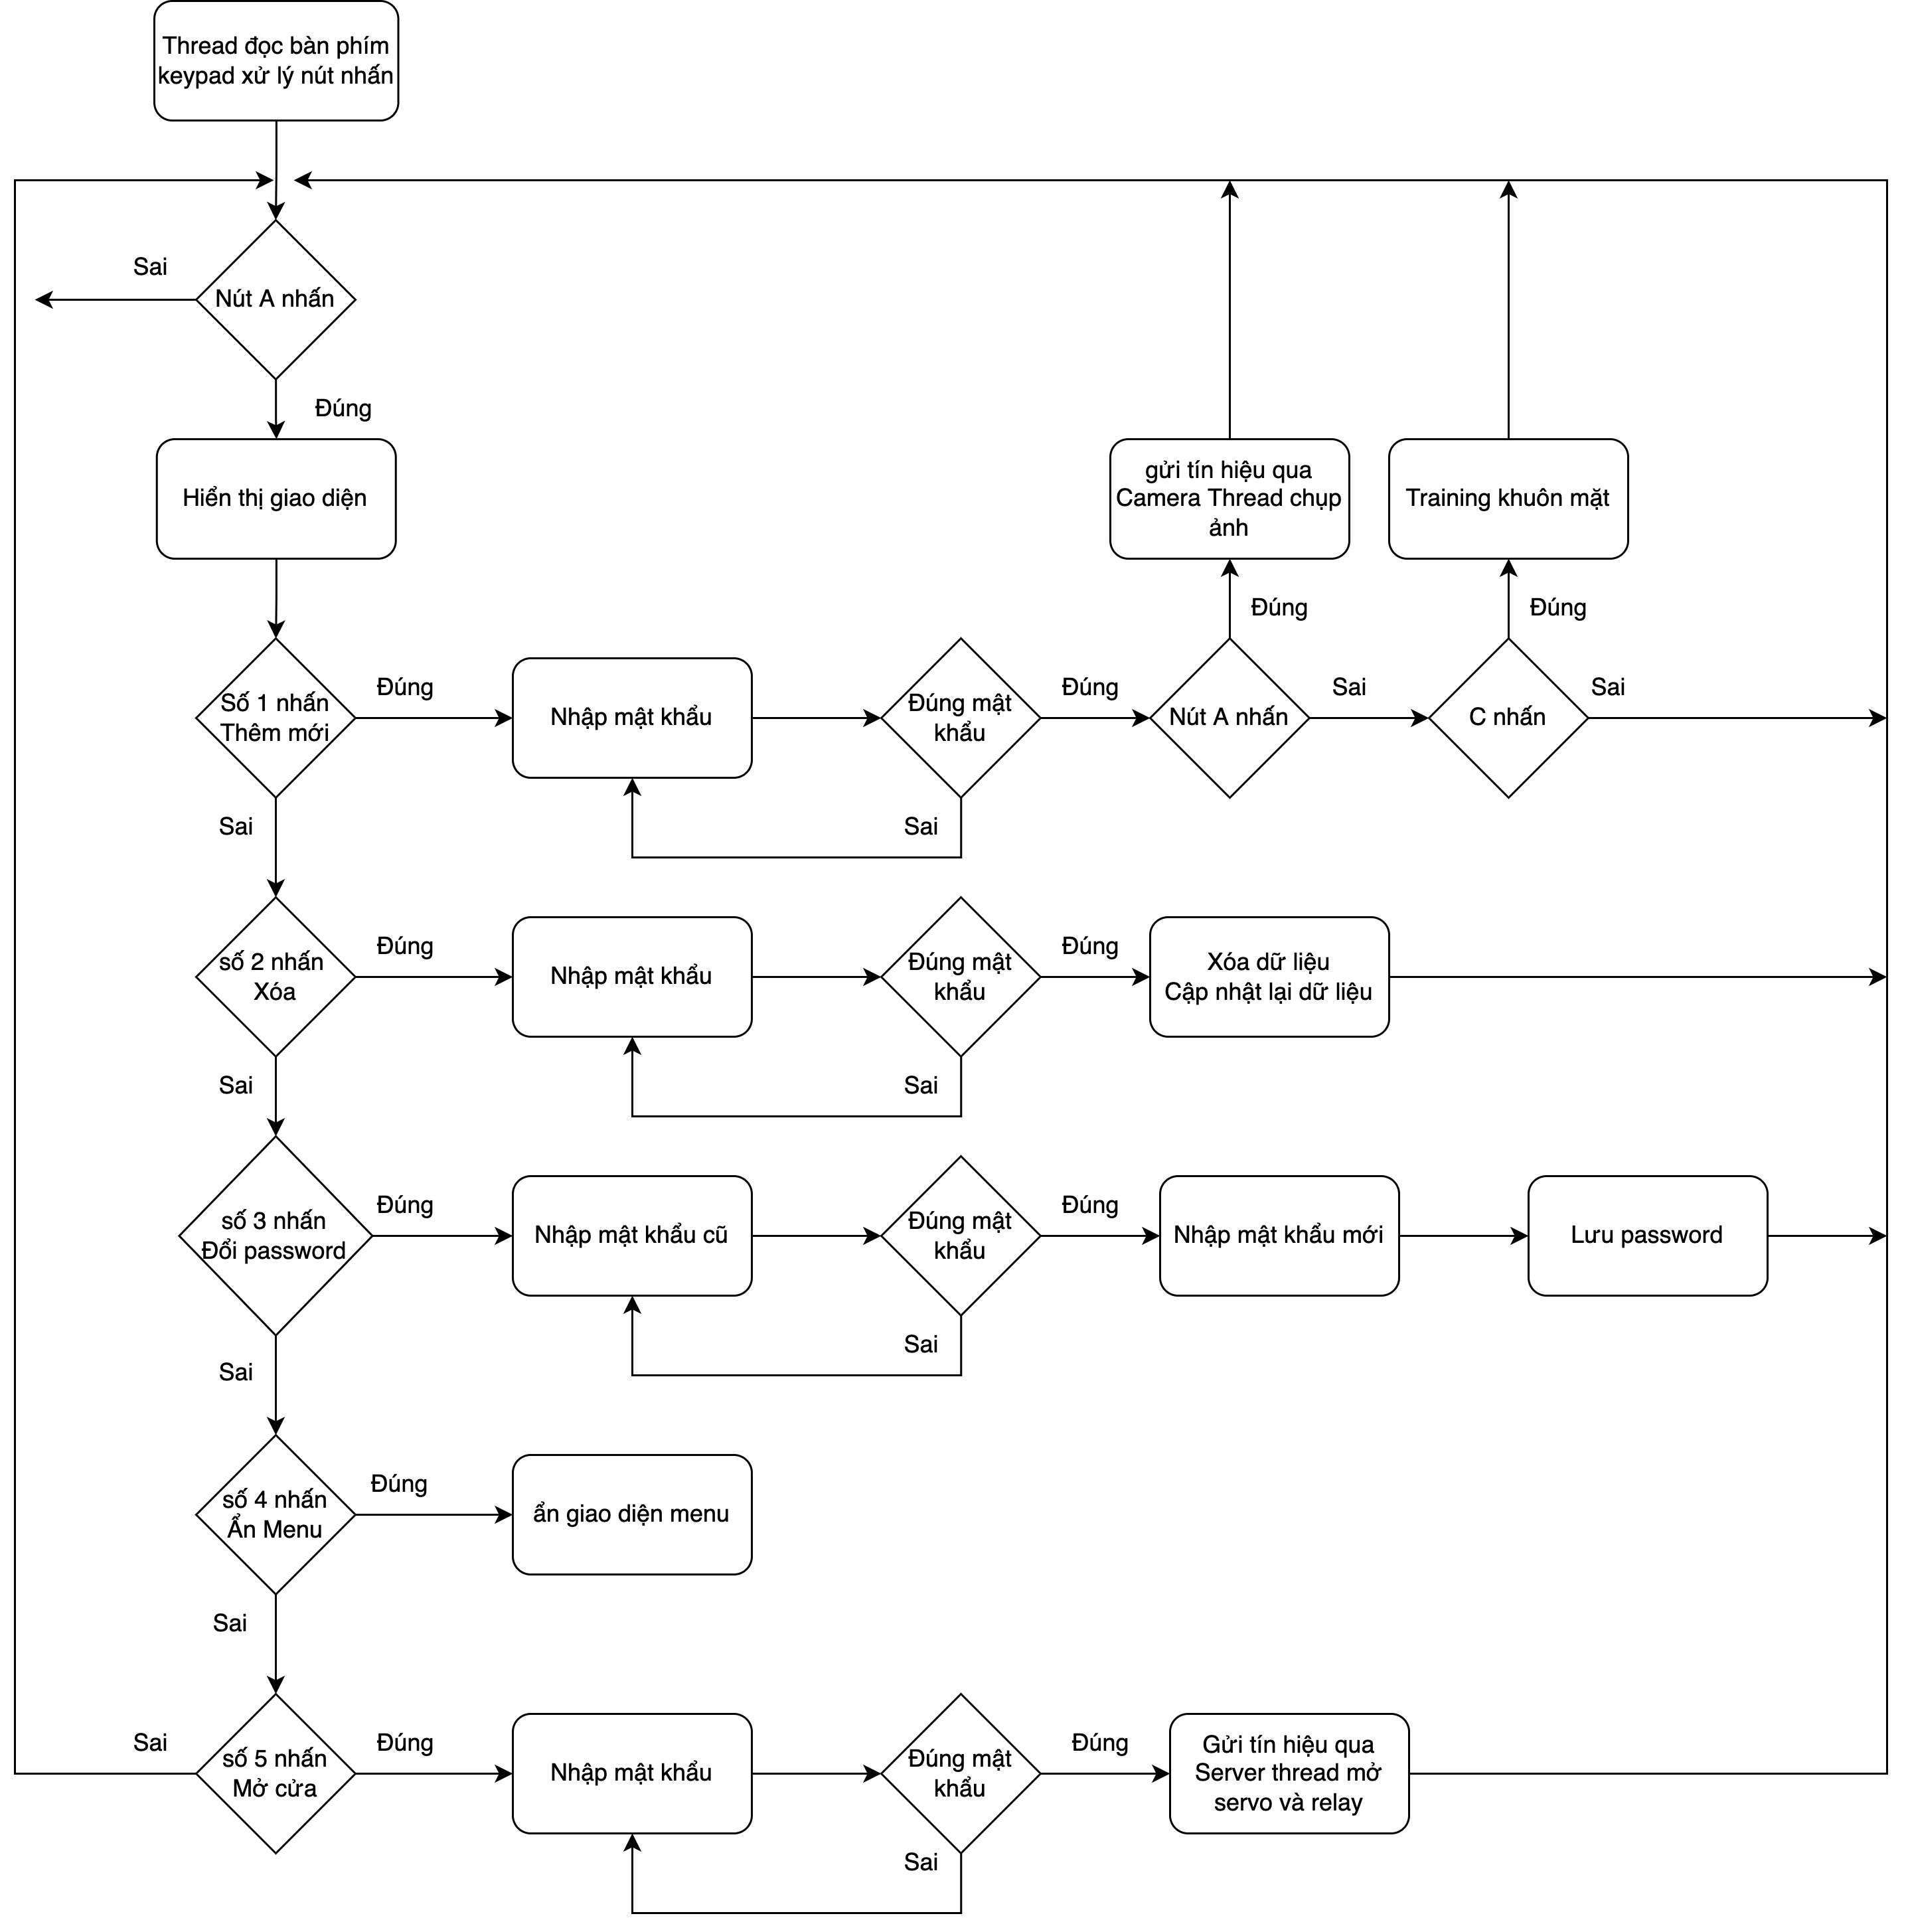 Thread đọc bàn phím
keypad xử lý nút nhấn
Sai
Nút A nhấn
Đúng
Hiển thị giao diện
gửi tín hiệu qua
Camera Thread chụp
ảnh
Training khuôn mặt
Đúng
Đúng
Số 1 nhấn
Thêm mới
Đúng
Nhập mật khẩu
Đúng mật
khẩu
Đúng
Nút A nhấn
Sai
C nhấn
Sai
Sai
Sai
số 2 nhấn
Xóa
Đúng
Nhập mật khẩu
Đúng mật
khẩu
Đúng
Xóa dữ liệu
Cập nhật lại dữ liệu
Sai
Sai
số 3 nhấn
Đổi password
Đúng
Nhập mật khẩu cũ
Đúng mật
khẩu
Đúng
Nhập mật khẩu mới
Lưu password
Sai
Sai
số 4 nhấn
Ẩn Menu
Đúng
ẩn giao diện menu
Sai
Sai
số 5 nhấn
Mở cửa
Đúng
Nhập mật khẩu
Đúng mật
khẩu
Đúng
Gửi tín hiệu qua
Server thread mở
servo và relay
Sai